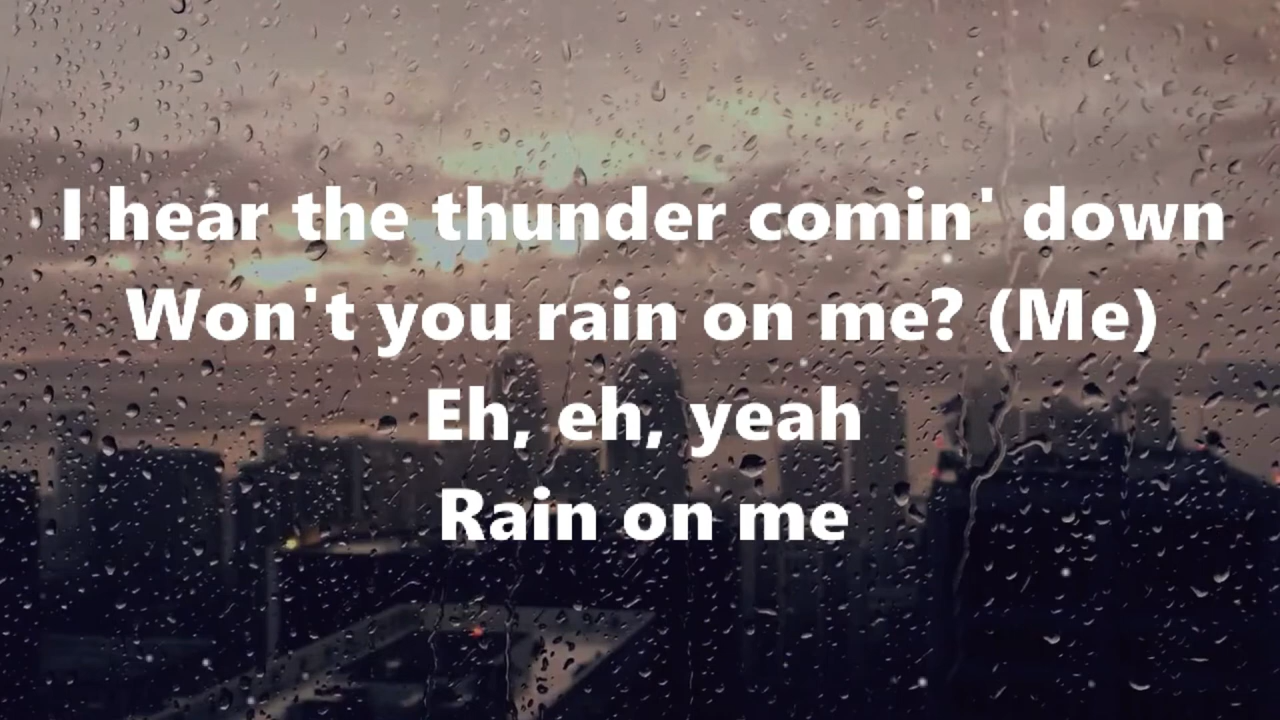 I hear the thunder comin' down
Won't you rain on me? (Me)
Eh, eh, yeah
Rain on me